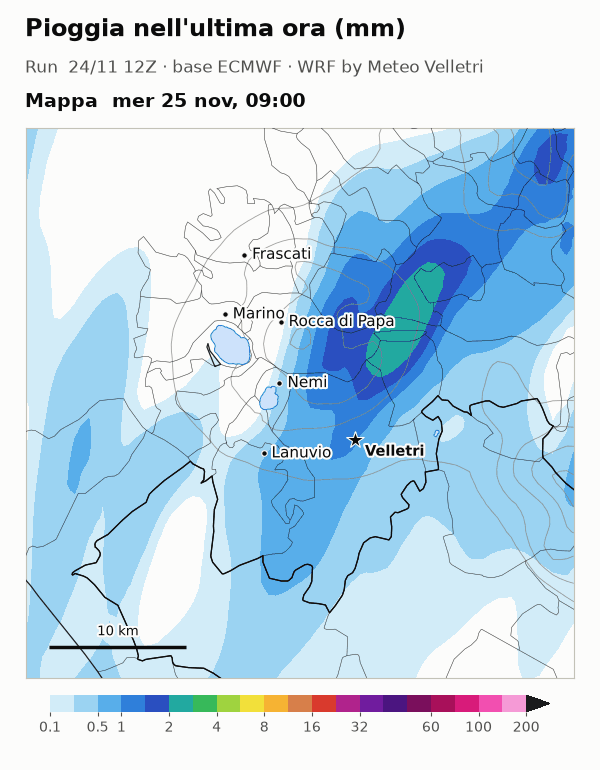 Pioggia nell'ultima ora (mm)
Run  24/11 12Z · base ECMWF · WRF by Meteo Velletri
Mappa  mer 25 nov, 09:00
Frascati
Marino
Rocca di Papa
Nemi
Velletri
Lanuvio
10 km
0.1 0.5 1 2 4 8 16 32 60 100 200